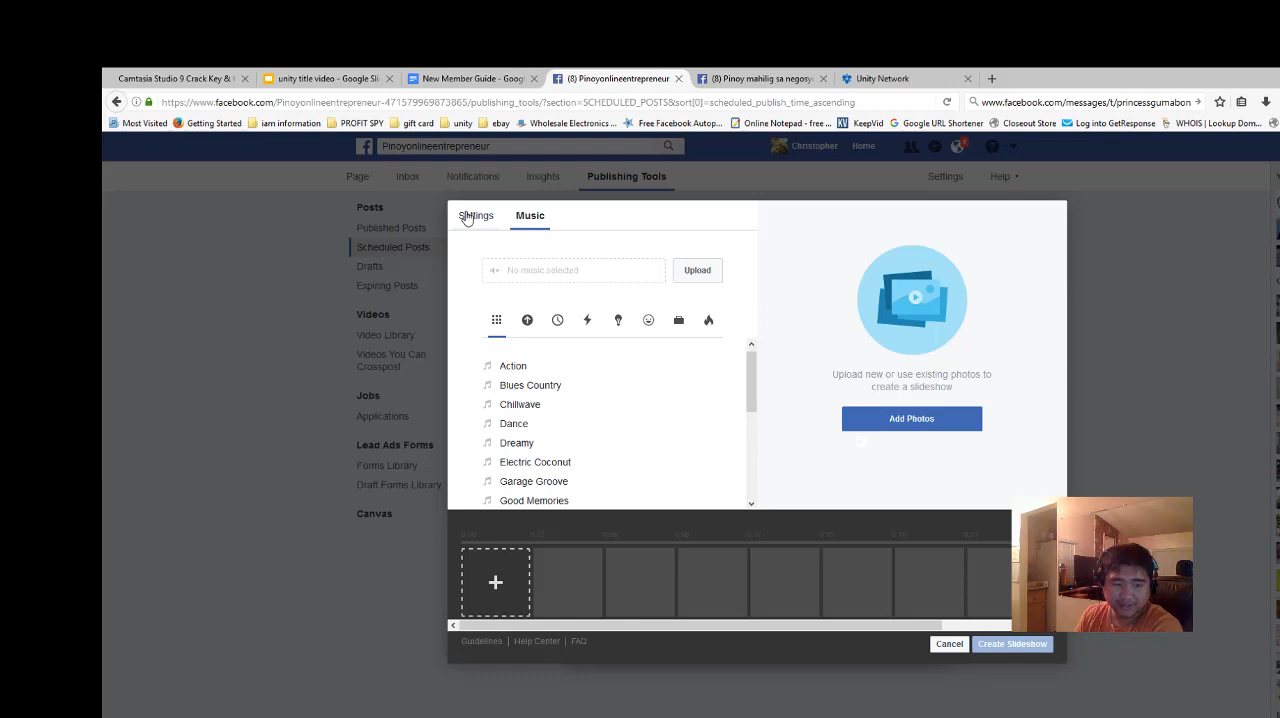 Camtasia Studio 9 Crack Key &
unity title video - Google Sli
New Member Guide - Googl
(8) Pinoyonlineentrepreneur
(8) Pinoy mahilig sa negosy
Unity Network
https://www.facebook.com/Pinoyonlineentrepreneur-471579969873865/publishing_tools/?section=SCHEDULED_POSTS&sort[0]=scheduled_publish_time_ascending
www.facebook.com/messages/t/princessgumabon
Most Visited Getting Started iam information PROFIT SPY gift card unity ebay Wholesale Electronics ... Free Facebook Autop... Online Notepad - free ... KeepVid Google URL Shortener Closeout Store Log into GetResponse WHOIS | Lookup Dom...
Pinoyonlineentrepreneur
Christopher Home
Page Inbox Notifications Insights Publishing Tools Settings Help
Posts
Published Posts
Scheduled Posts
Drafts
Expiring Posts
Videos
Video Library
Videos You Can
Crosspost
Jobs
Applications
Lead Ads Forms
Forms Library
Draft Forms Library
Canvas
Settings Music
No music selected Upload
Action
Blues Country
Chillwave
Dance
Dreamy
Electric Coconut
Garage Groove
Good Memories
Upload new or use existing photos to
create a slideshow
Add Photos
Guidelines | Help Center | FAQ
Cancel Create Slideshow